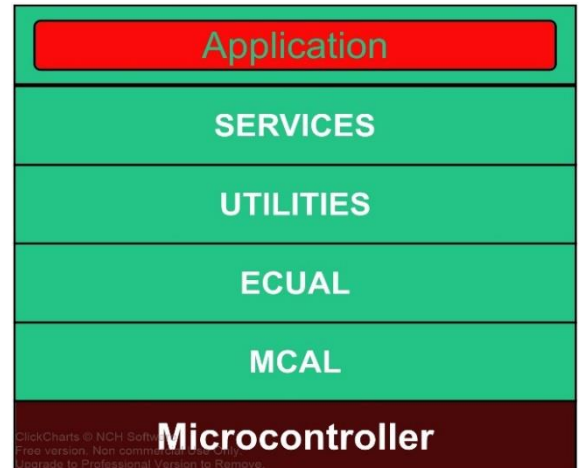 Application
SERVICES
UTILITIES
ECUAL
MCAL
Microcontroller
ClickCharts © NCH Software
Free version. Non commercial Use Only.
Upgrade to Professional Version to Remove.